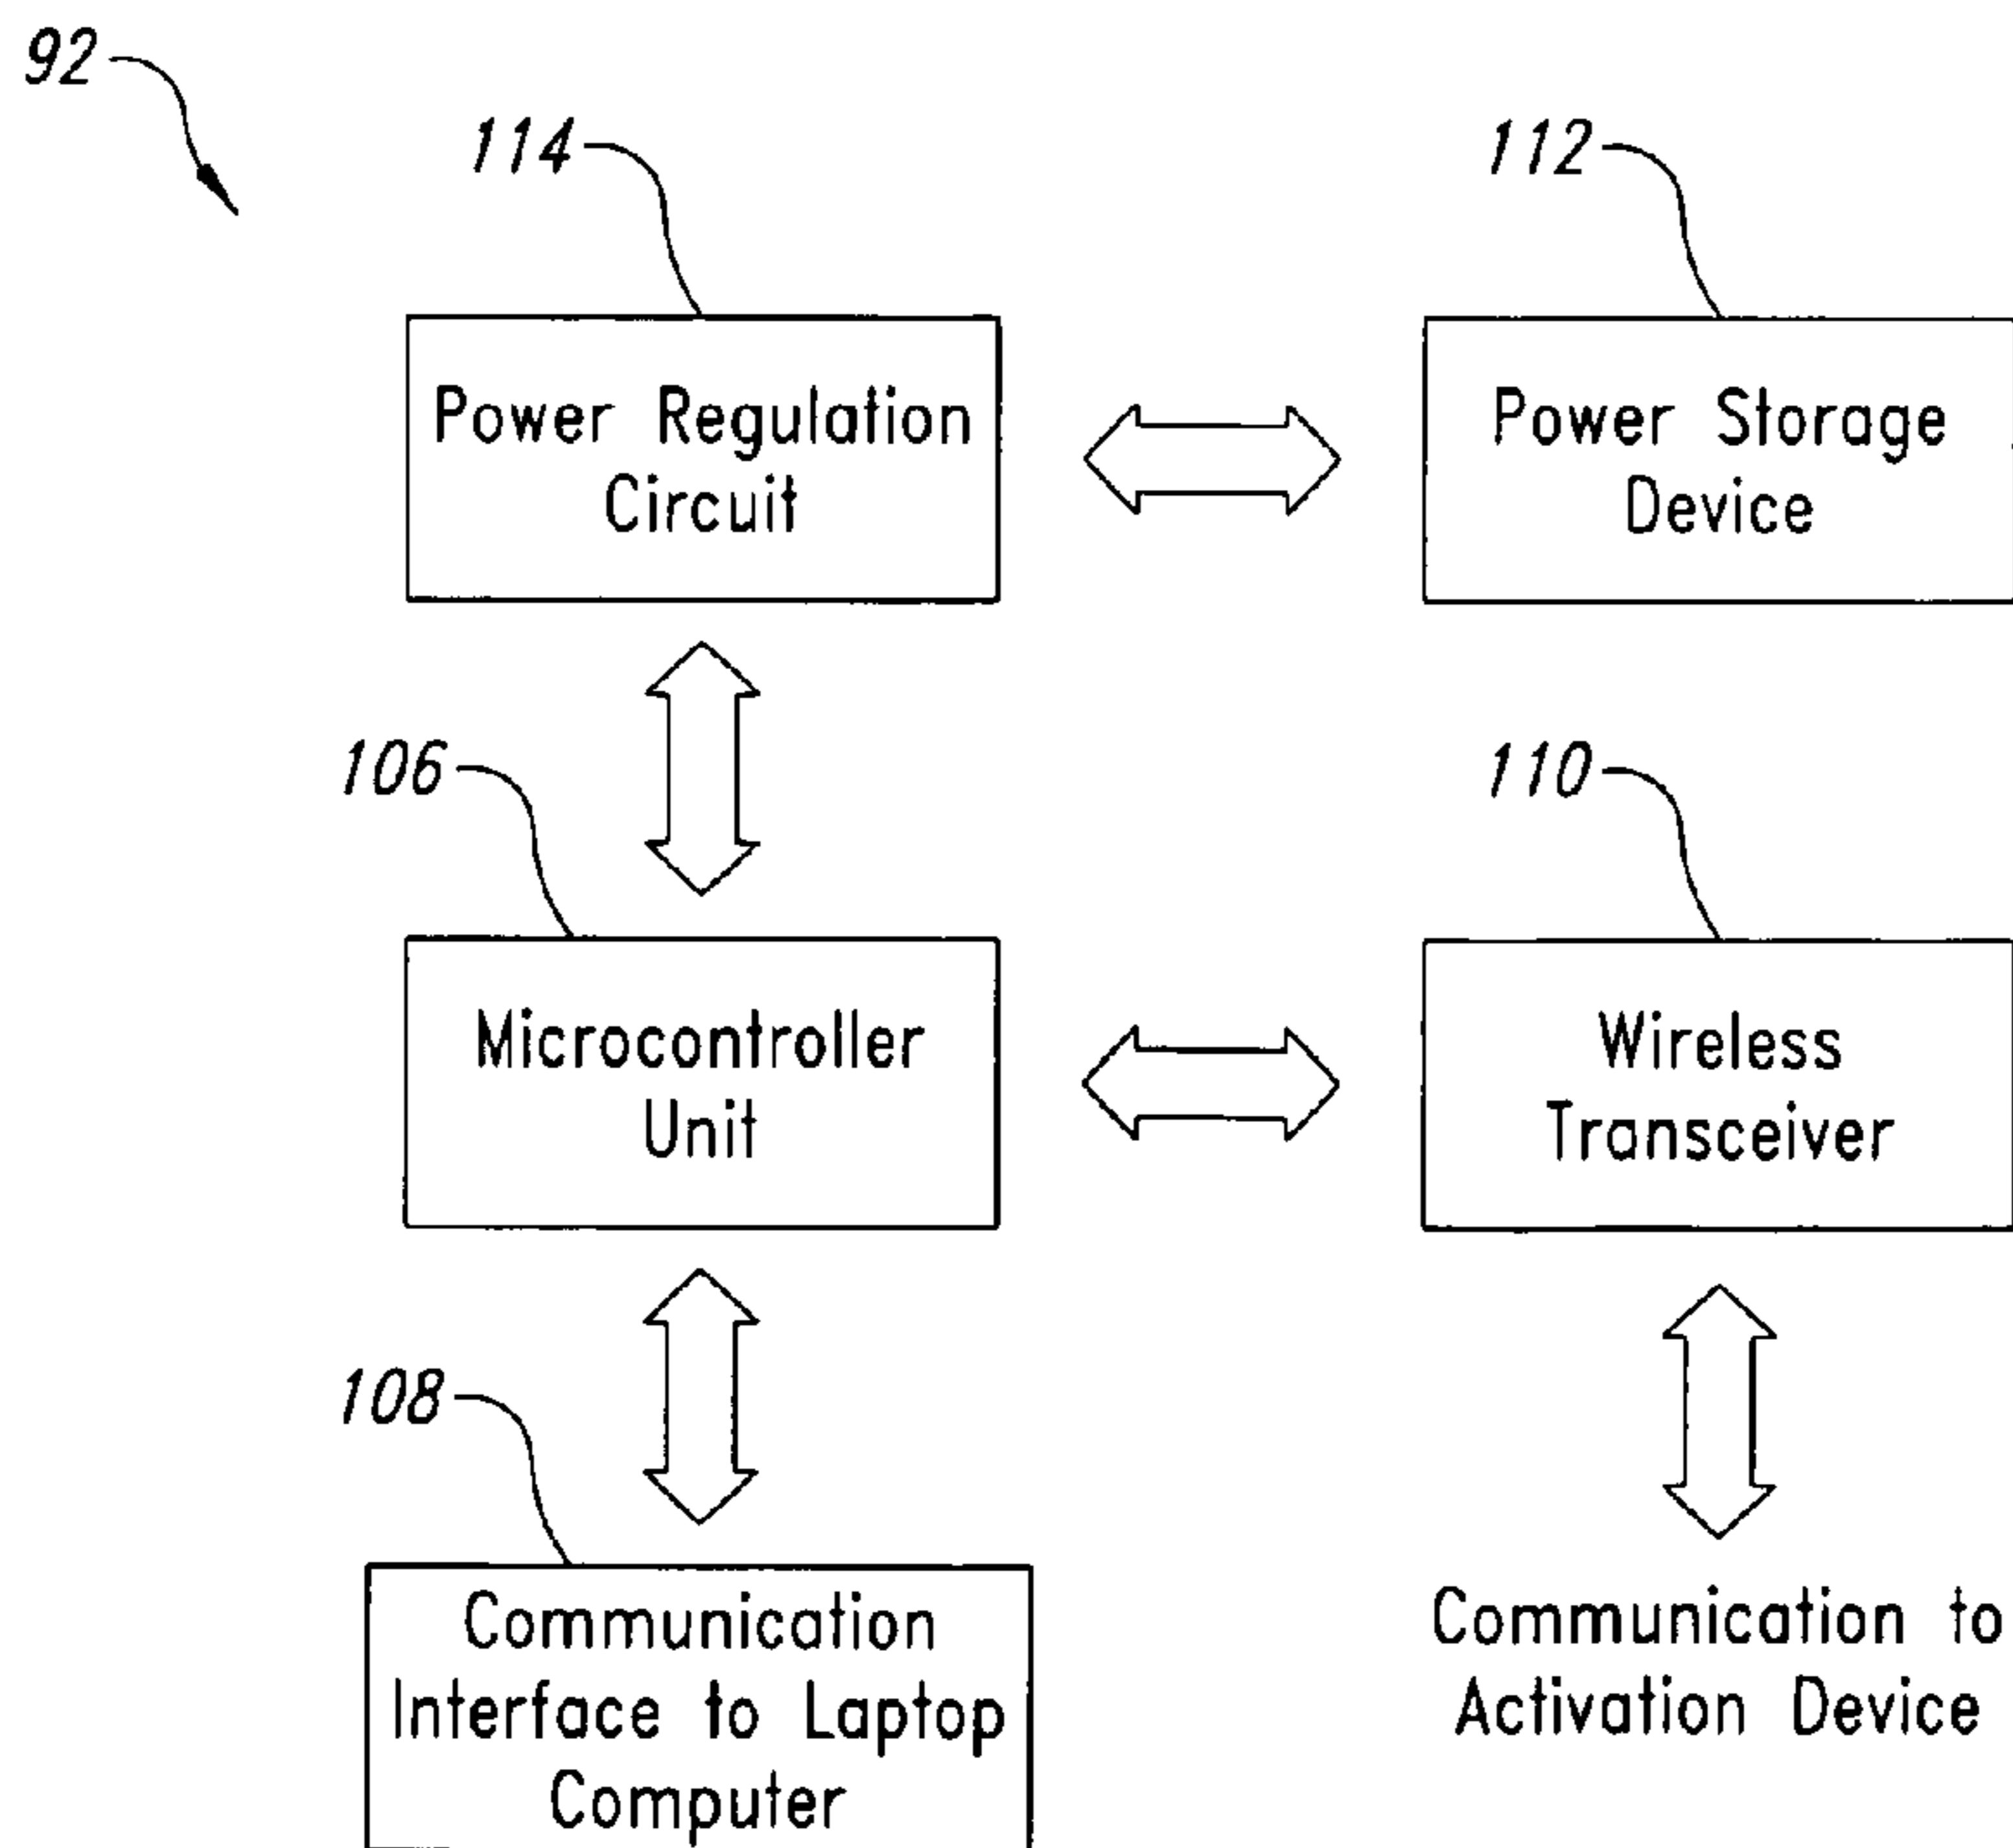 92
114
112
Power Regulation
Circuit
Power Storage
Device
106
110
Microcontroller
Unit
Wireless
Transceiver
108
Communication
Interface to Laptop
Computer
Communication to
Activation Device